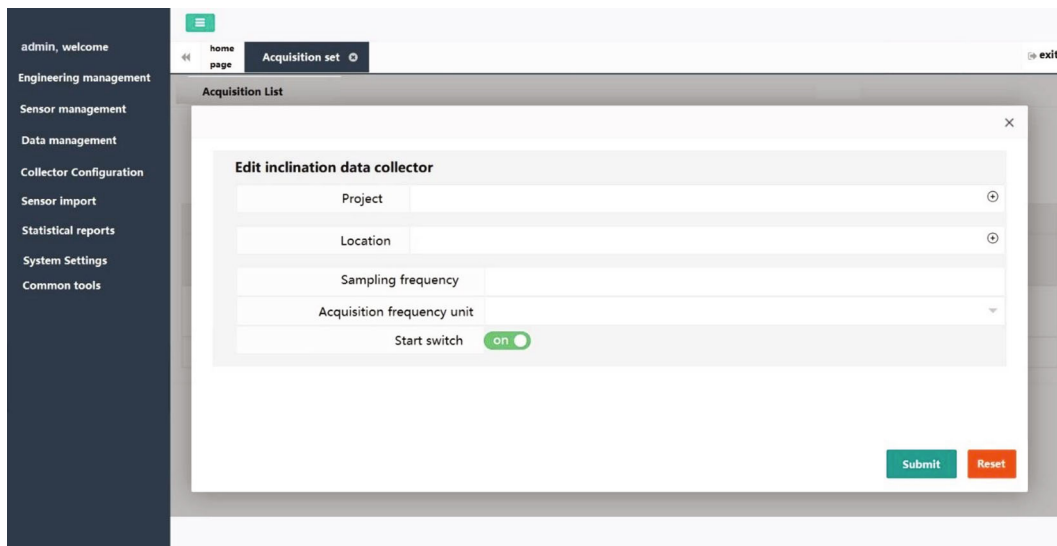 admin, welcome
Engineering management
Sensor management
Data management
Collector Configuration
Sensor import
Statistical reports
System Settings
Common tools
home
page
Acquisition set
exit
Acquisition List
Edit inclination data collector
Project
Location
Sampling frequency
Acquisition frequency unit
Start switch on
Submit Reset